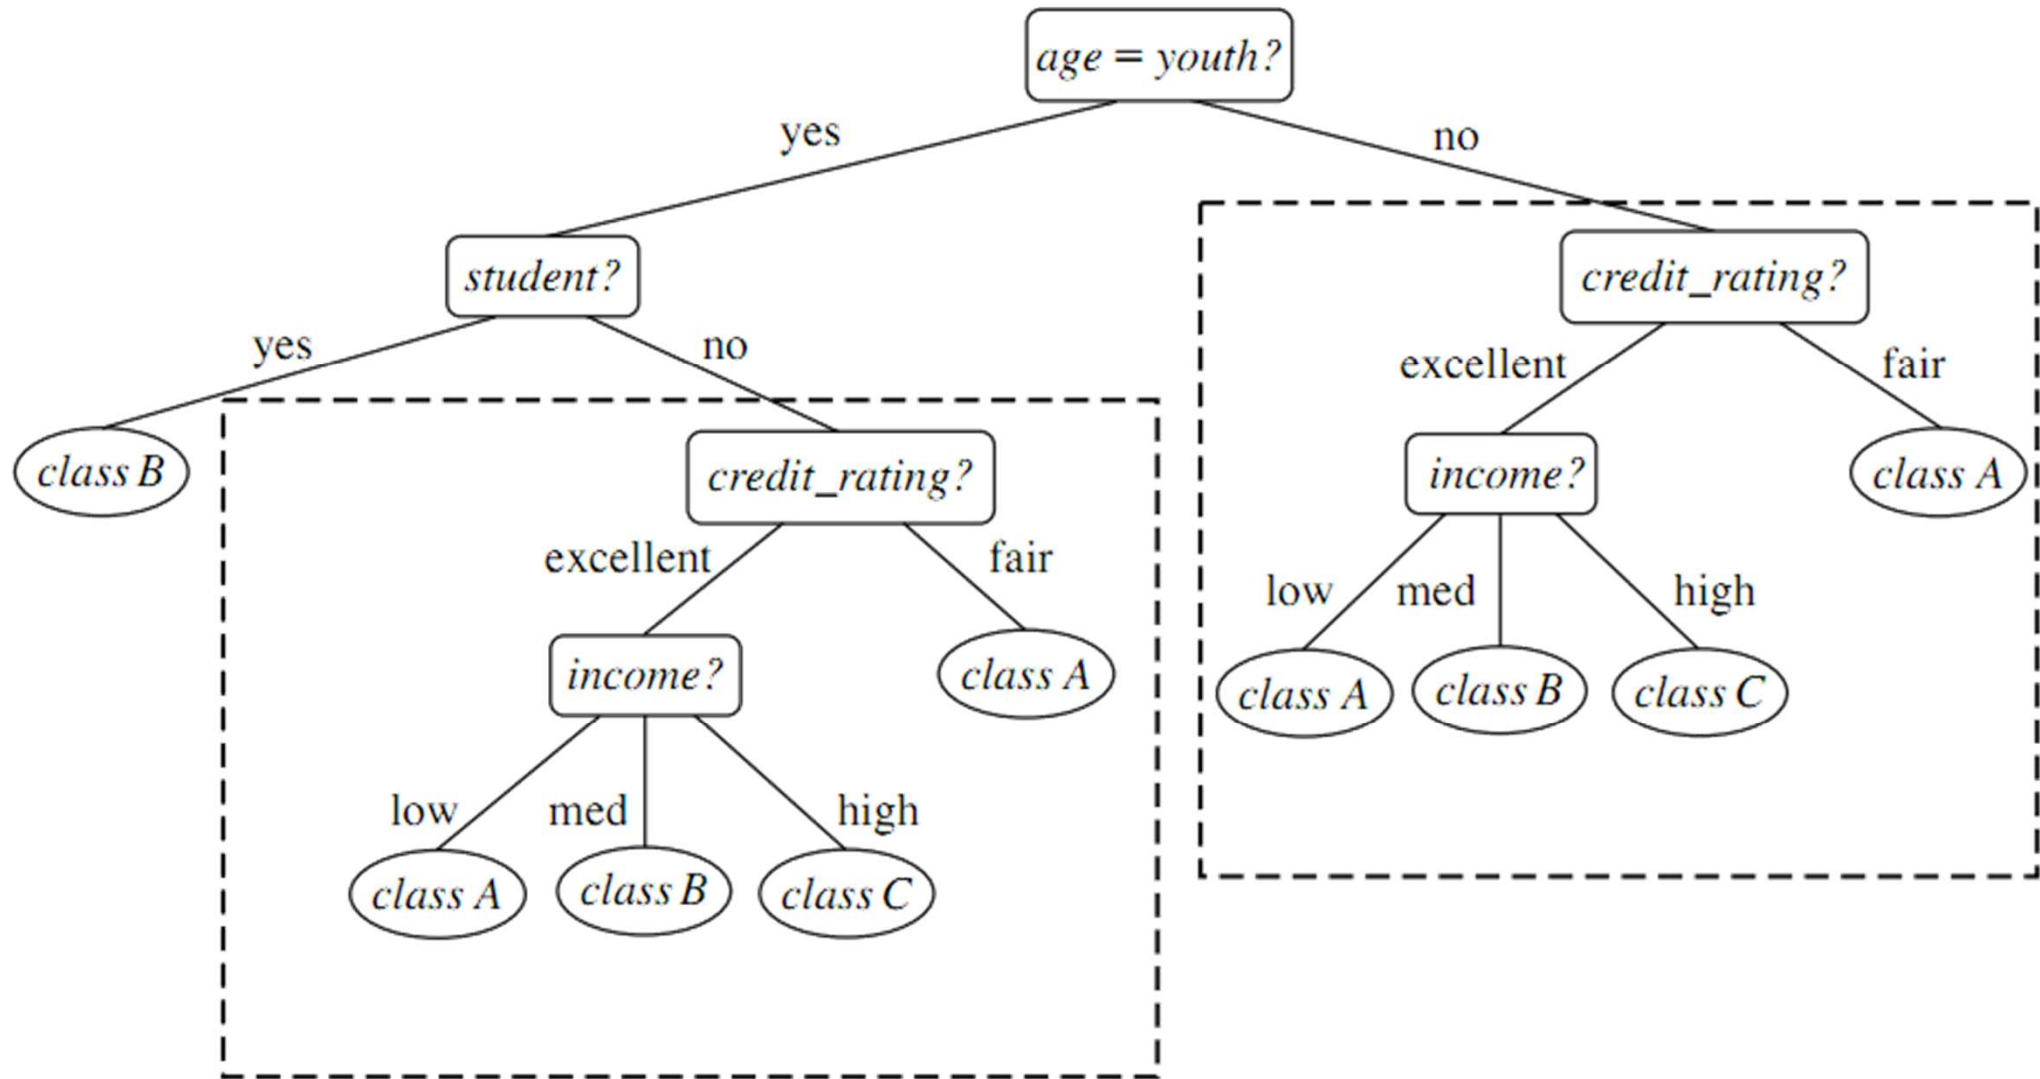 age = youth?
yes
no
student?
credit_rating?
yes
no
excellent
fair
class B
credit_rating?
income?
class A
excellent
fair
low
med
high
income?
class A
class A
class B
class C
low
med
high
class A
class B
class C